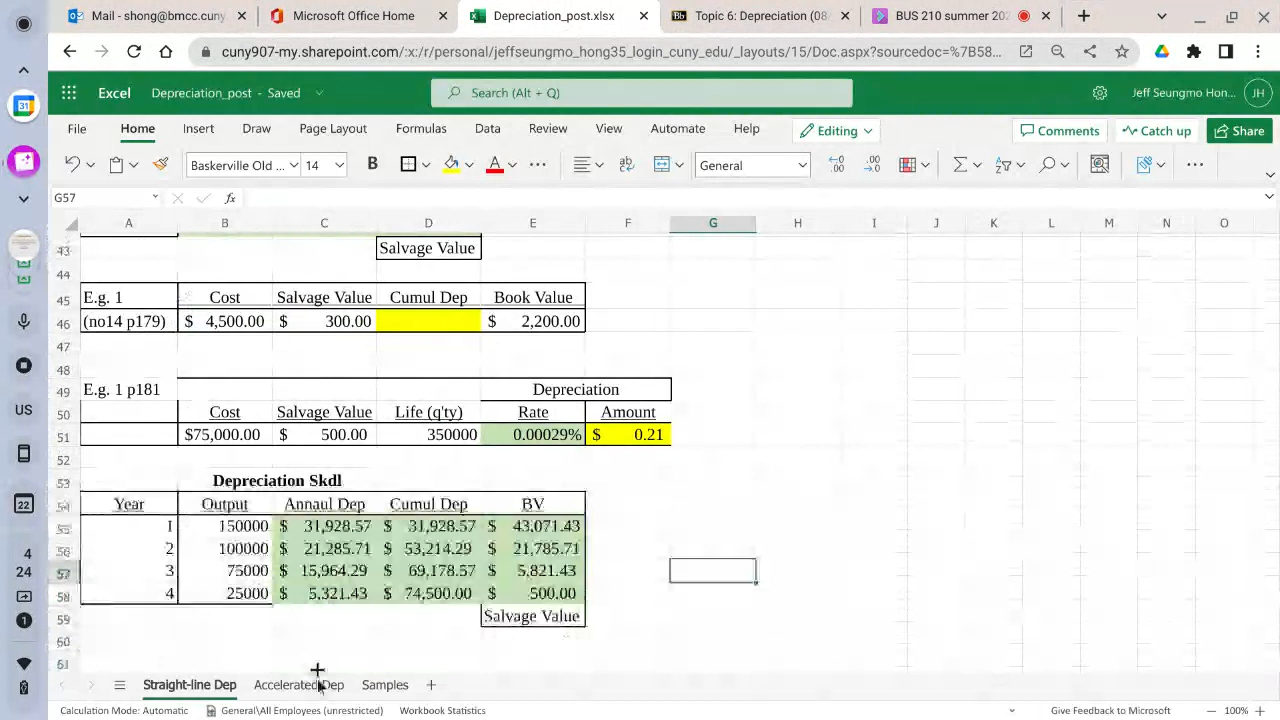 Mail - shong@bmcc.cuny.
Microsoft Office Home
Depreciation_post.xlsx
Bb Topic 6: Depreciation (08/
BUS 210 summer 202
cuny907-my.sharepoint.com/:x:/r/personal/jeffseungmo_hong35_login_cuny_edu/_layouts/15/Doc.aspx?sourcedoc=%7B58...
Excel Depreciation_post - Saved
Search (Alt + Q)
Jeff Seungmo Hon... JH
File Home Insert Draw Page Layout Formulas Data Review View Automate Help
Editing Comments Catch up Share
Baskerville Old ... 14 B A General
G57 fx
A B C D E F G H I J K L M N O
43 Salvage Value
44
45 E.g. 1 Cost Salvage Value Cumul Dep Book Value
46 (no14 p179) $ 4,500.00 $ 300.00 $ 2,200.00
47
48
49 E.g. 1 p181 Depreciation
50 Cost Salvage Value Life (q'ty) Rate Amount
51 $75,000.00 $ 500.00 350000 0.00029% $ 0.21
52
53 Depreciation Skdl
54 Year Output Annaul Dep Cumul Dep BV
55 1 150000 $ 31,928.57 $ 31,928.57 $ 43,071.43
56 2 100000 $ 21,285.71 $ 53,214.29 $ 21,785.71
57 3 75000 $ 15,964.29 $ 69,178.57 $ 5,821.43
58 4 25000 $ 5,321.43 $ 74,500.00 $ 500.00
59 Salvage Value
60
61
Straight-line Dep Accelerated Dep Samples +
Calculation Mode: Automatic General\All Employees (unrestricted) Workbook Statistics
Give Feedback to Microsoft 100%
31
US
22
4
24
1